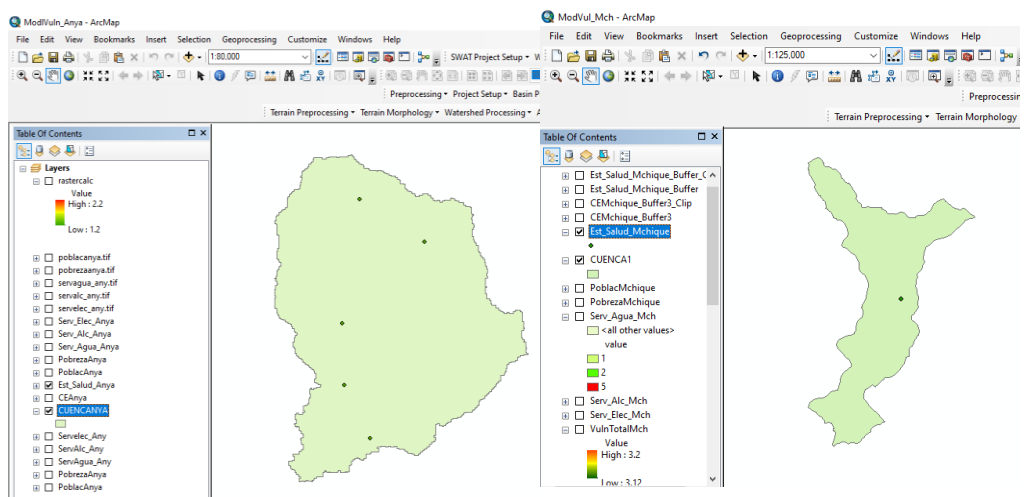 ModlVuln_Anya - ArcMap
File Edit View Bookmarks Insert Selection Geoprocessing Customize Windows Help
1:80,000
SWAT Project Setup
Preprocessing Project Setup Basin P
Terrain Preprocessing Terrain Morphology Watershed Processing
Table Of Contents
Layers
rastercalc
Value
High : 2.2
Low : 1.2
poblacanya.tif
pobrezaanya.tif
servagua_any.tif
servalc_any.tif
servelec_any.tif
Serv_Elec_Anya
Serv_Alc_Anya
Serv_Agua_Anya
PobrezaAnya
PoblacAnya
Est_Salud_Anya
CEAnya
CUENCANYA
Servelec_Any
ServAlc_Any
ServAgua_Any
PobrezaAnya
PoblacAnya
ModVul_Mch - ArcMap
File Edit View Bookmarks Insert Selection Geoprocessing Customize Windows Help
1:125,000
Preprocessin
Terrain Preprocessing Terrain Morphology
Table Of Contents
Est_Salud_Mchique_Buffer_C
Est_Salud_Mchique_Buffer
CEMchique_Buffer3_Clip
CEMchique_Buffer3
Est_Salud_Mchique
CUENCA1
PoblacMchique
PobrezaMchique
Serv_Agua_Mch
<all other values>
value
1
2
5
Serv_Alc_Mch
Serv_Elec_Mch
VulnTotalMch
Value
High : 3.2
Low : 3.12